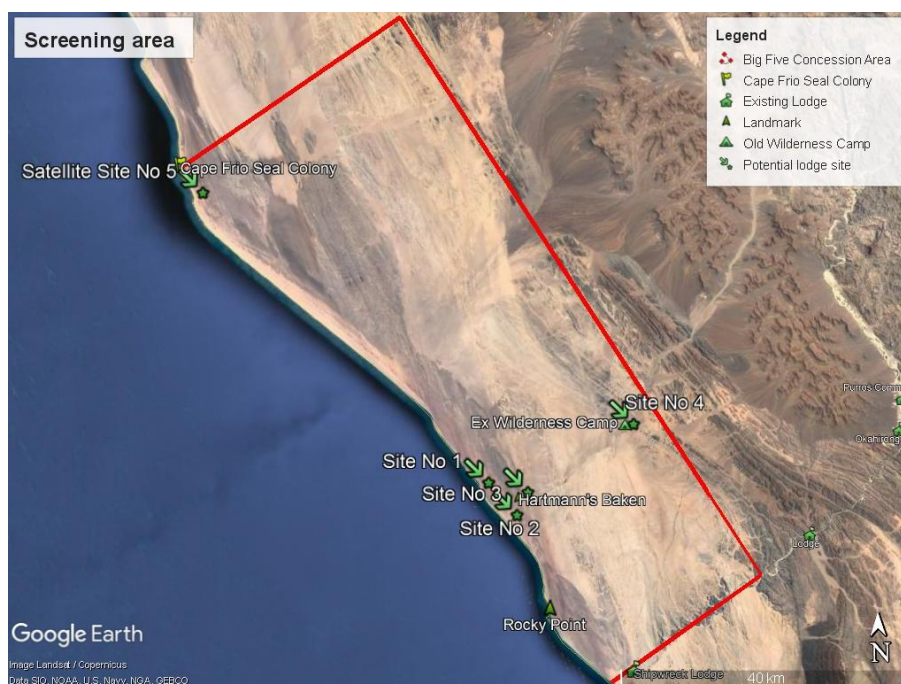 Screening area
Legend
Big Five Concession Area
Cape Frio Seal Colony
Existing Lodge
Landmark
Old Wilderness Camp
Potential lodge site
Cape Frio Seal Colony
Satellite Site No 5
Purros
Site No 4
Ex Wilderness Camp
Site No 1
Site No 3
Hartmann's Baken
Site No 2
Lodge
Rocky Point
Google Earth
N
Image Landsat / Copernicus
Shipwreck Lodge
40 km
Data SIO, NOAA, U.S. Navy, NGA, GEBCO